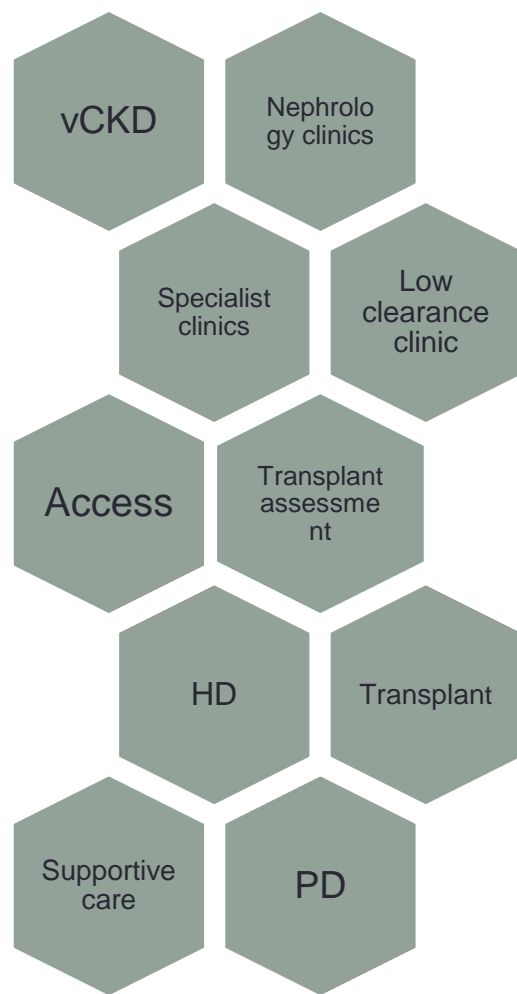 vCKD
Nephrolo
gy clinics
Specialist
clinics
Low
clearance
clinic
Access
Transplant
assessme
nt
HD
Transplant
Supportive
care
PD